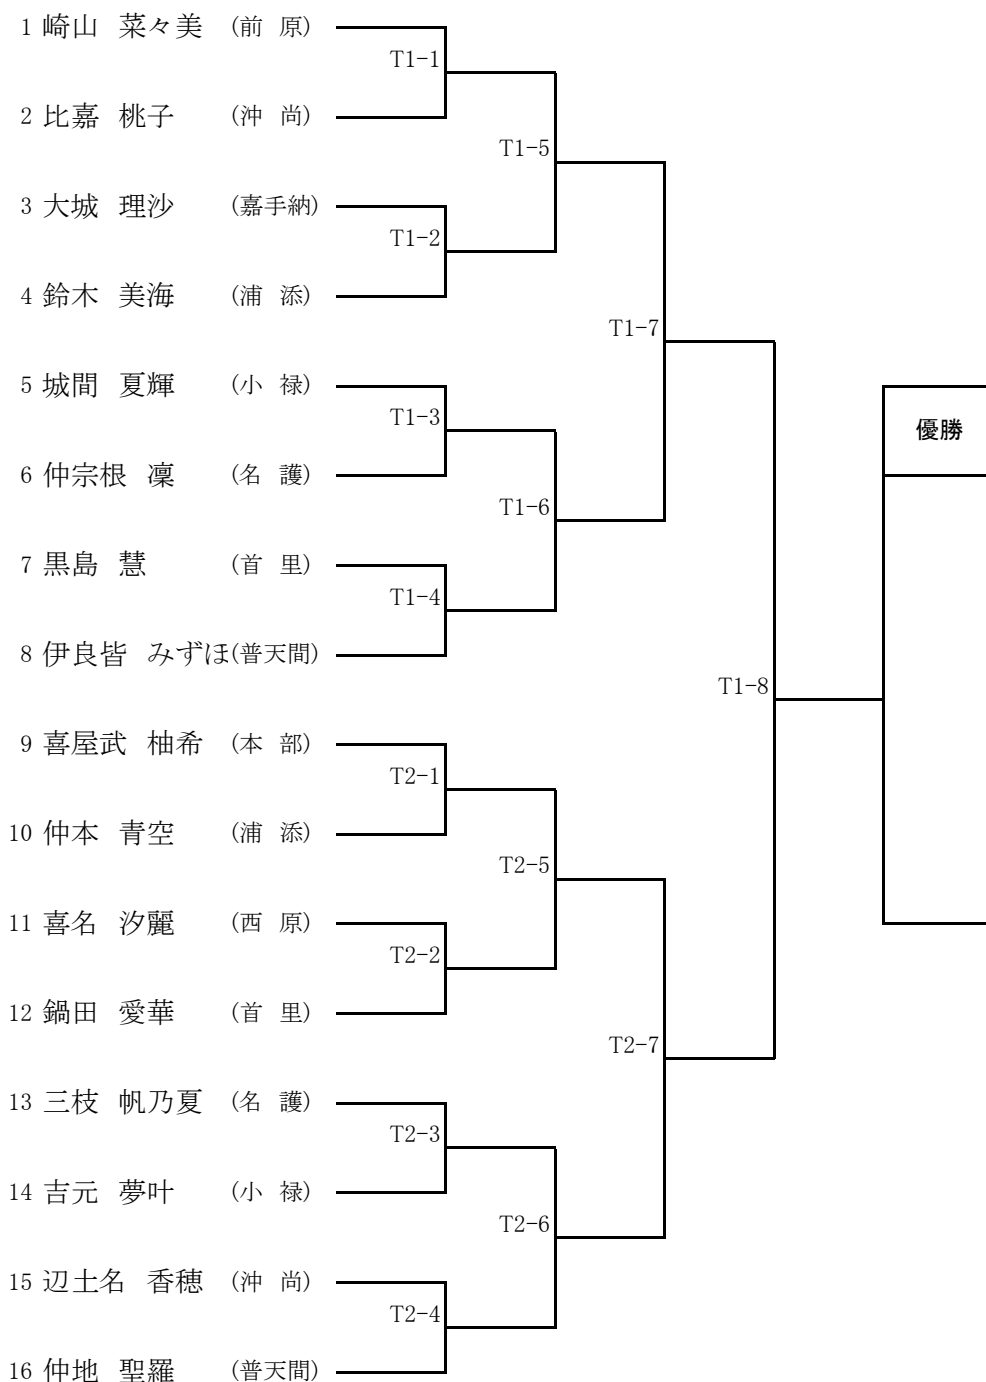 1 崎山 菜々美 (前 原)
T1-1
2 比嘉 桃子 (沖 尚)
T1-5
3 大城 理沙 (嘉手納)
T1-2
4 鈴木 美海 (浦 添)
T1-7
5 城間 夏輝 (小 禄)
T1-3
優勝
6 仲宗根 凜 (名 護)
T1-6
7 黒島 慧 (首 里)
T1-4
8 伊良皆 みずほ(普天間)
T1-8
9 喜屋武 柚希 (本 部)
T2-1
10 仲本 青空 (浦 添)
T2-5
11 喜名 汐麗 (西 原)
T2-2
12 鍋田 愛華 (首 里)
T2-7
13 三枝 帆乃夏 (名 護)
T2-3
14 吉元 夢叶 (小 禄)
T2-6
15 辺土名 香穂 (沖 尚)
T2-4
16 仲地 聖羅 (普天間)